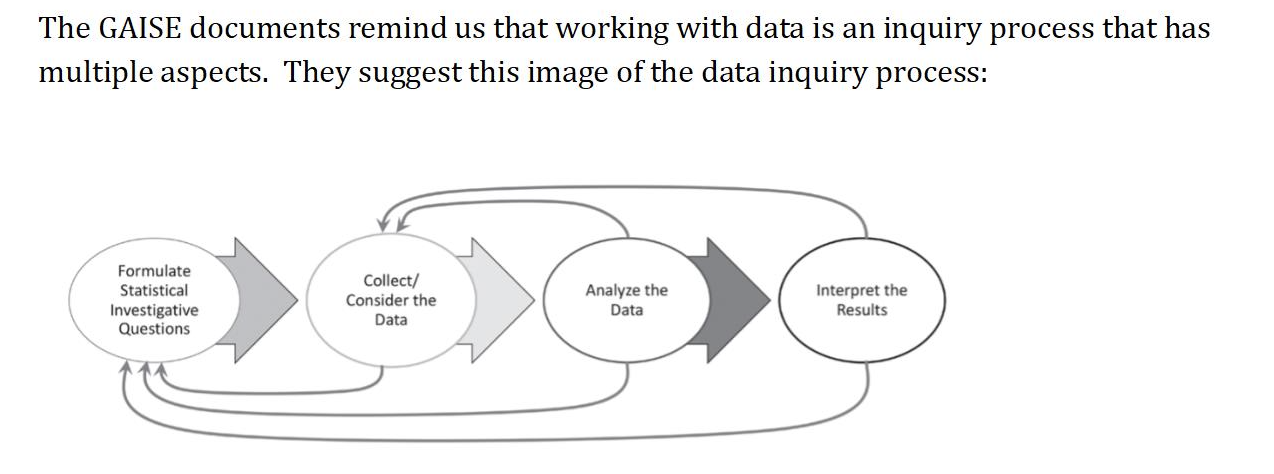 The GAISE documents remind us that working with data is an inquiry process that has
multiple aspects.  They suggest this image of the data inquiry process:
Formulate
Statistical
Investigative
Questions
Collect/
Consider the
Data
Analyze the
Data
Interpret the
Results